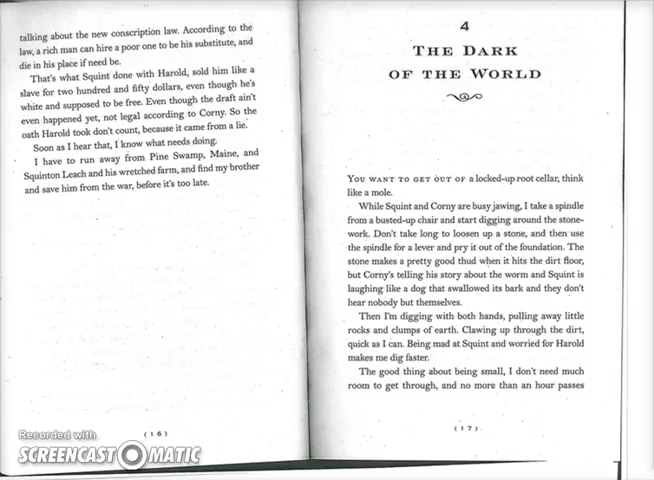 talking about the new conscription law. According to the
law, a rich man can hire a poor one to be his substitute, and
die in his place if need be.
That's what Squint done with Harold, sold him like a
slave for two hundred and fifty dollars, even though he's
white and supposed to be free. Even though the draft ain't
even happened yet, not legal according to Corny. So the
oath Harold took don't count, because it came from a lie.
Soon as I hear that, I know what needs doing.
I have to run away from Pine Swamp, Maine, and
Squinton Leach and his wretched farm, and find my brother
and save him from the war, before it's too late.
(16)
4
THE DARK
OF THE WORLD
YOU WANT TO GET OUT OF a locked-up root cellar, think
like a mole.
While Squint and Corny are busy jawing, I take a spindle
from a busted-up chair and start digging around the stone-
work. Don't take long to loosen up a stone, and then use
the spindle for a lever and pry it out of the foundation. The
stone makes a pretty good thud when it hits the dirt floor,
but Corny's telling his story about the worm and Squint is
laughing like a dog that swallowed its bark and they don't
hear nobody but themselves.
Then I'm digging with both hands, pulling away little
rocks and clumps of earth. Clawing up through the dirt,
quick as I can. Being mad at Squint and worried for Harold
makes me dig faster.
The good thing about being small, I don't need much
room to get through, and no more than an hour passes
(17)
Recorded with
SCREENCAST-O-MATIC